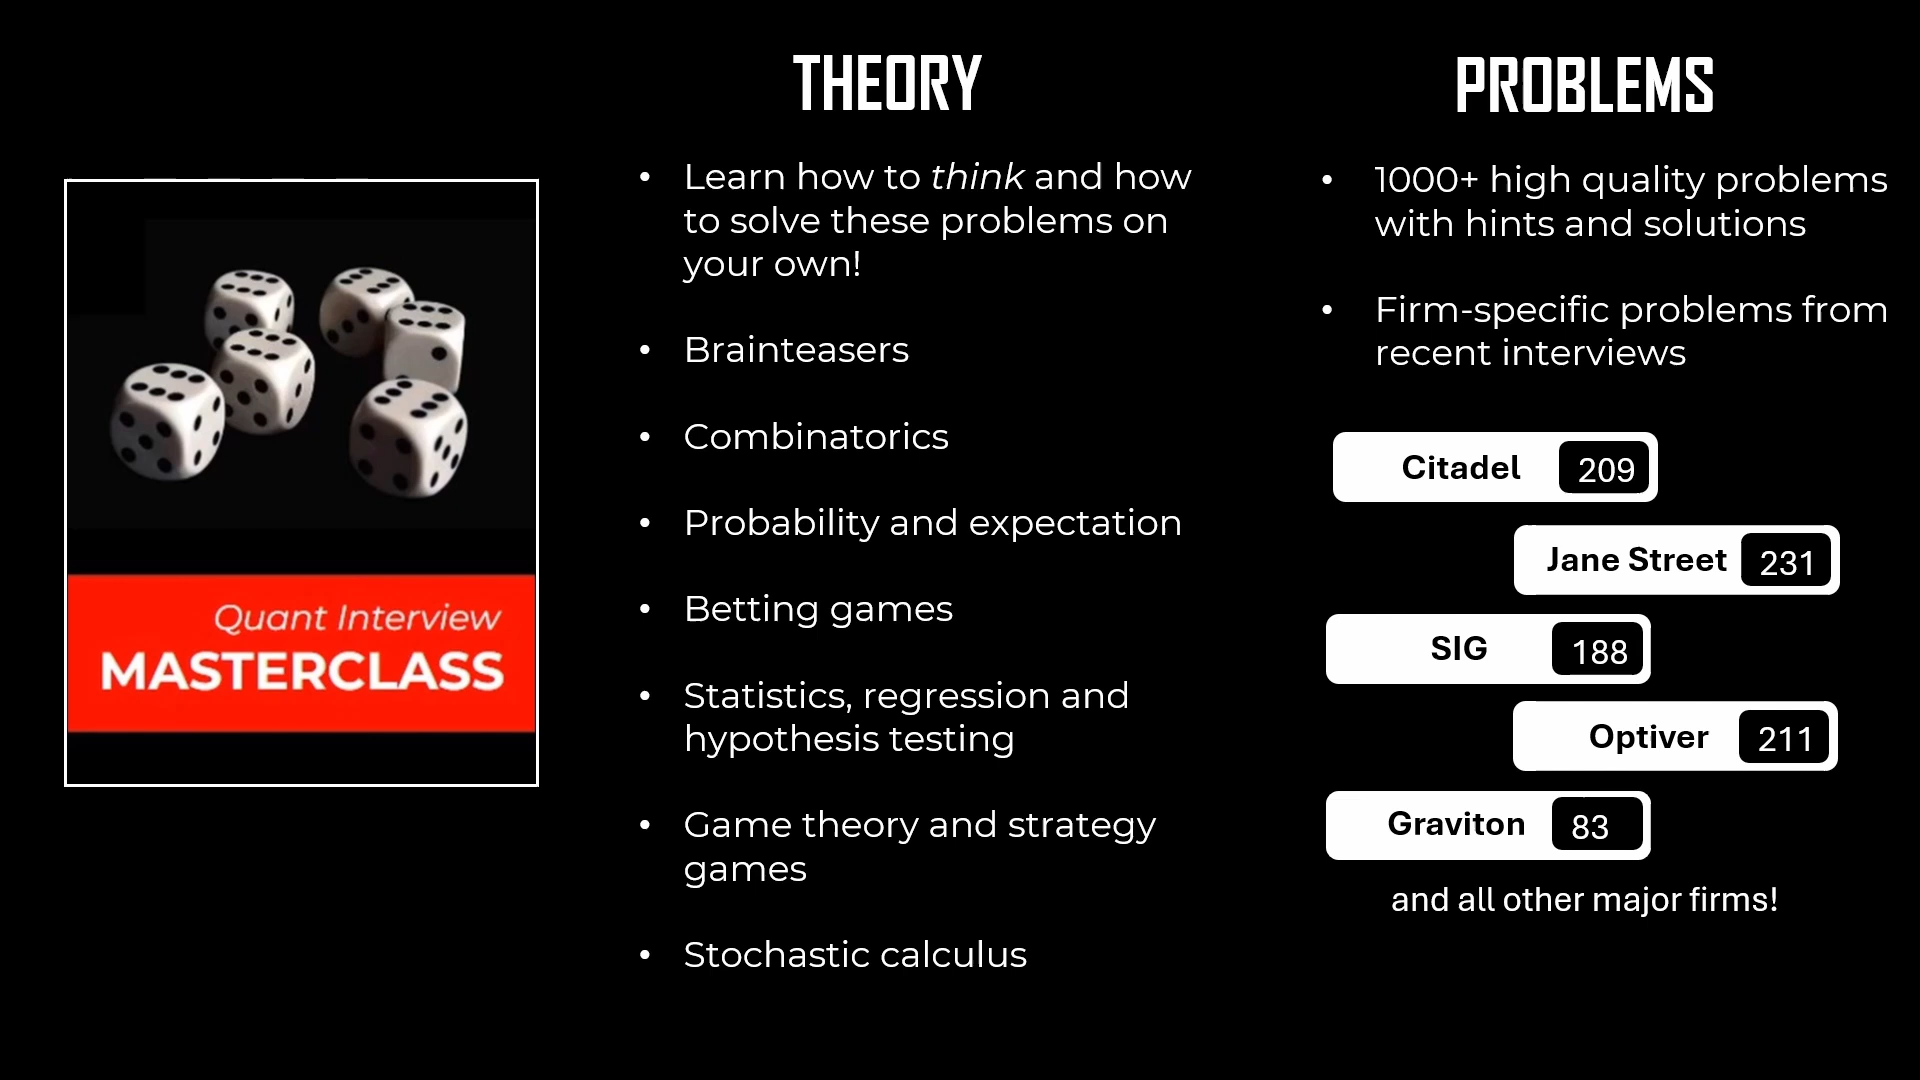 Quant Interview
MASTERCLASS
THEORY
• Learn how to think and how
to solve these problems on
your own!
• Brainteasers
• Combinatorics
• Probability and expectation
• Betting games
• Statistics, regression and
hypothesis testing
• Game theory and strategy
games
• Stochastic calculus
PROBLEMS
• 1000+ high quality problems
with hints and solutions
• Firm-specific problems from
recent interviews
Citadel 209
Jane Street 231
SIG 188
Optiver 211
Graviton 83
and all other major firms!